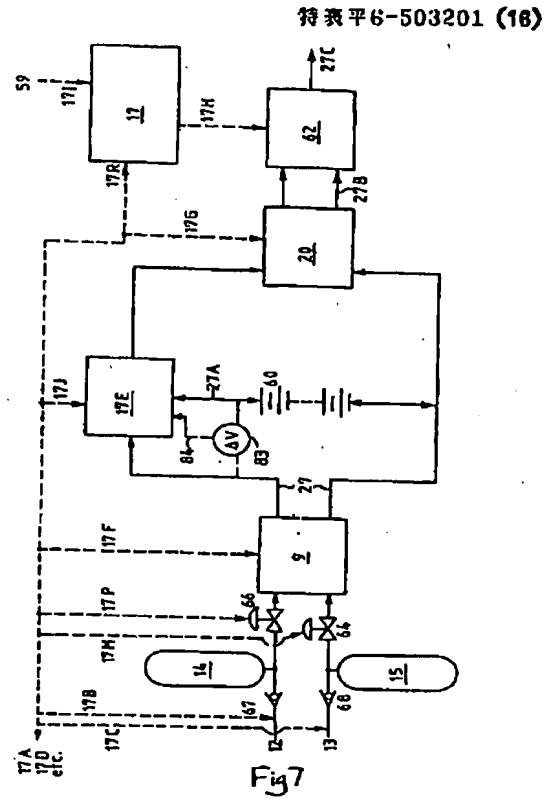 特表平6-503201 (16)
27C
59
17I
17
17H
62
17R
27B
17G
20
17J
17E
27A
60
84
ΔV
83
27
17F
9
17P
66
64
17M
14
15
17B
67
68
17C
12
13
17A
17D
etc.
Fig7